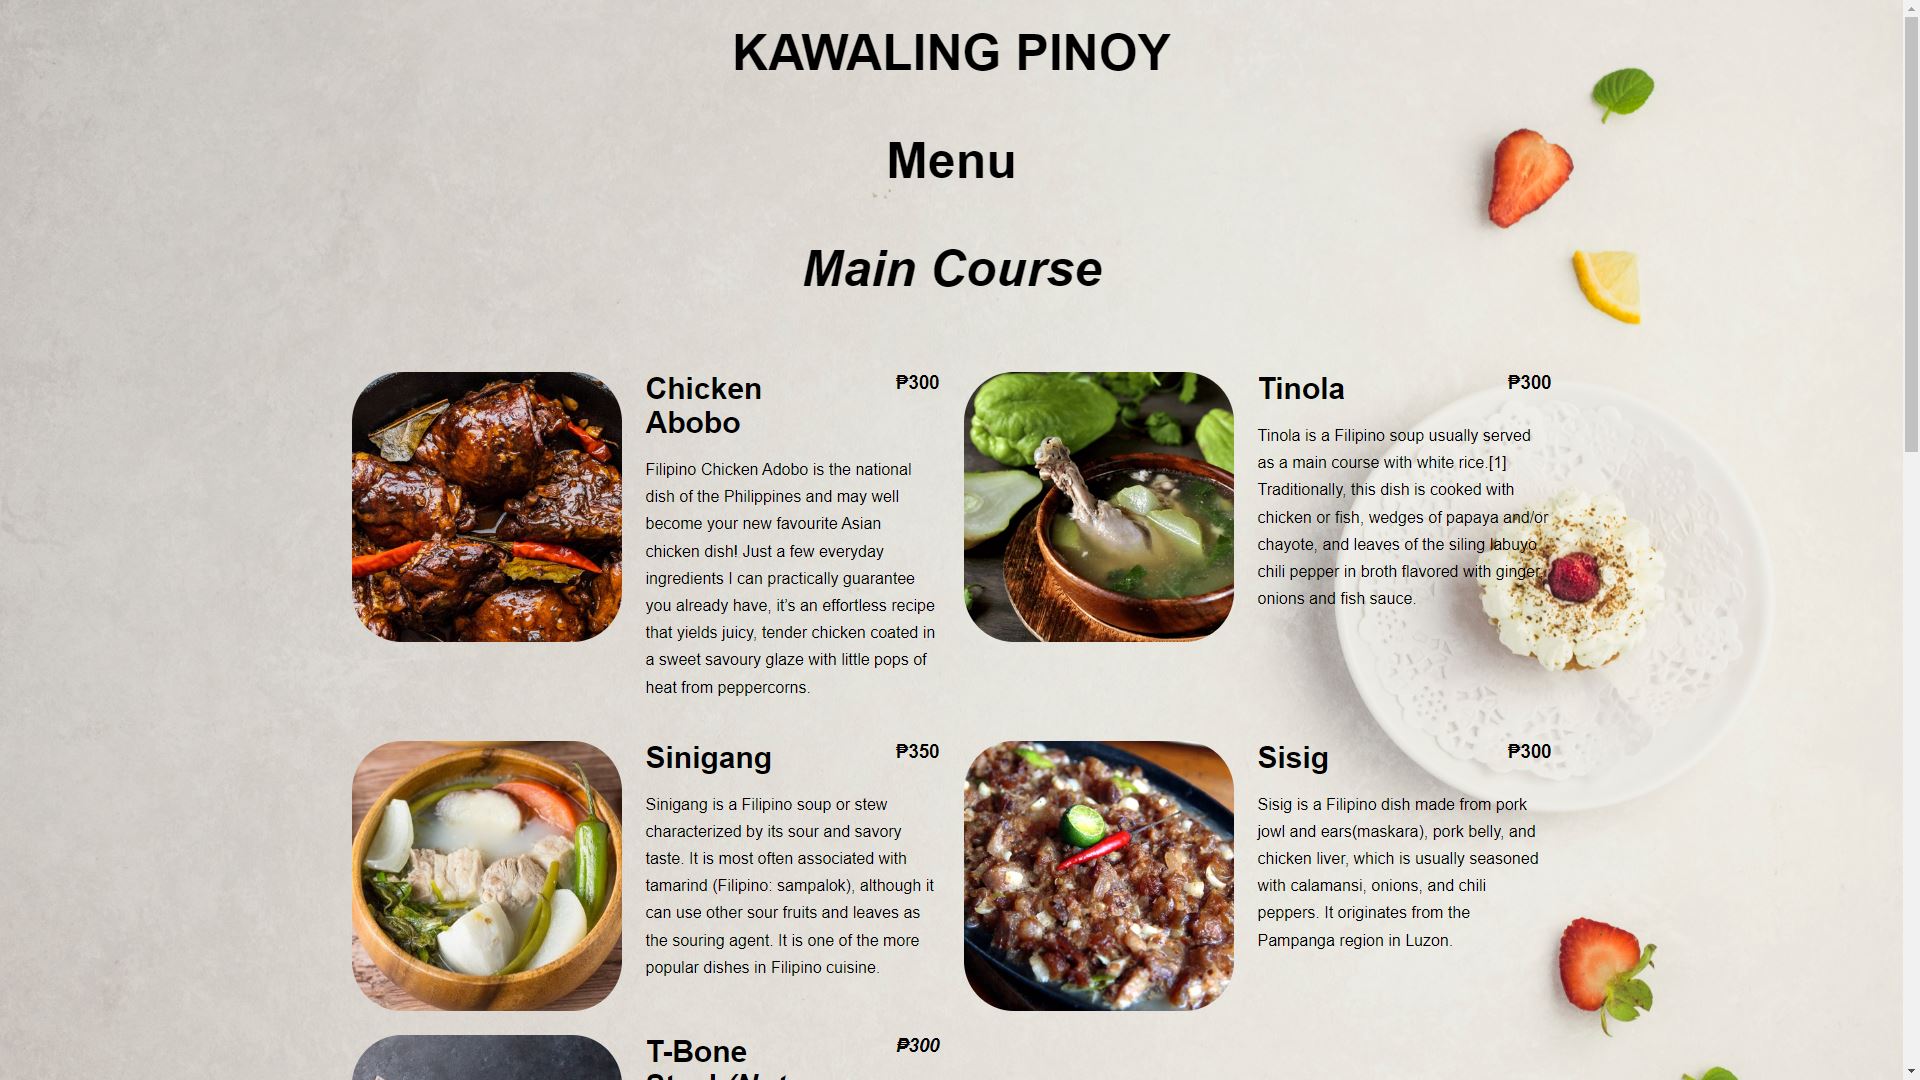 KAWALING PINOY
Menu
Main Course
Chicken
Abobo
₱300
Filipino Chicken Adobo is the national
dish of the Philippines and may well
become your new favourite Asian
chicken dish! Just a few everyday
ingredients I can practically guarantee
you already have, it’s an effortless recipe
that yields juicy, tender chicken coated in
a sweet savoury glaze with little pops of
heat from peppercorns.
Tinola
₱300
Tinola is a Filipino soup usually served
as a main course with white rice.[1]
Traditionally, this dish is cooked with
chicken or fish, wedges of papaya and/or
chayote, and leaves of the siling labuyo
chili pepper in broth flavored with ginger,
onions and fish sauce.
Sinigang
₱350
Sinigang is a Filipino soup or stew
characterized by its sour and savory
taste. It is most often associated with
tamarind (Filipino: sampalok), although it
can use other sour fruits and leaves as
the souring agent. It is one of the more
popular dishes in Filipino cuisine.
Sisig
₱300
Sisig is a Filipino dish made from pork
jowl and ears(maskara), pork belly, and
chicken liver, which is usually seasoned
with calamansi, onions, and chili
peppers. It originates from the
Pampanga region in Luzon.
T-Bone
₱300